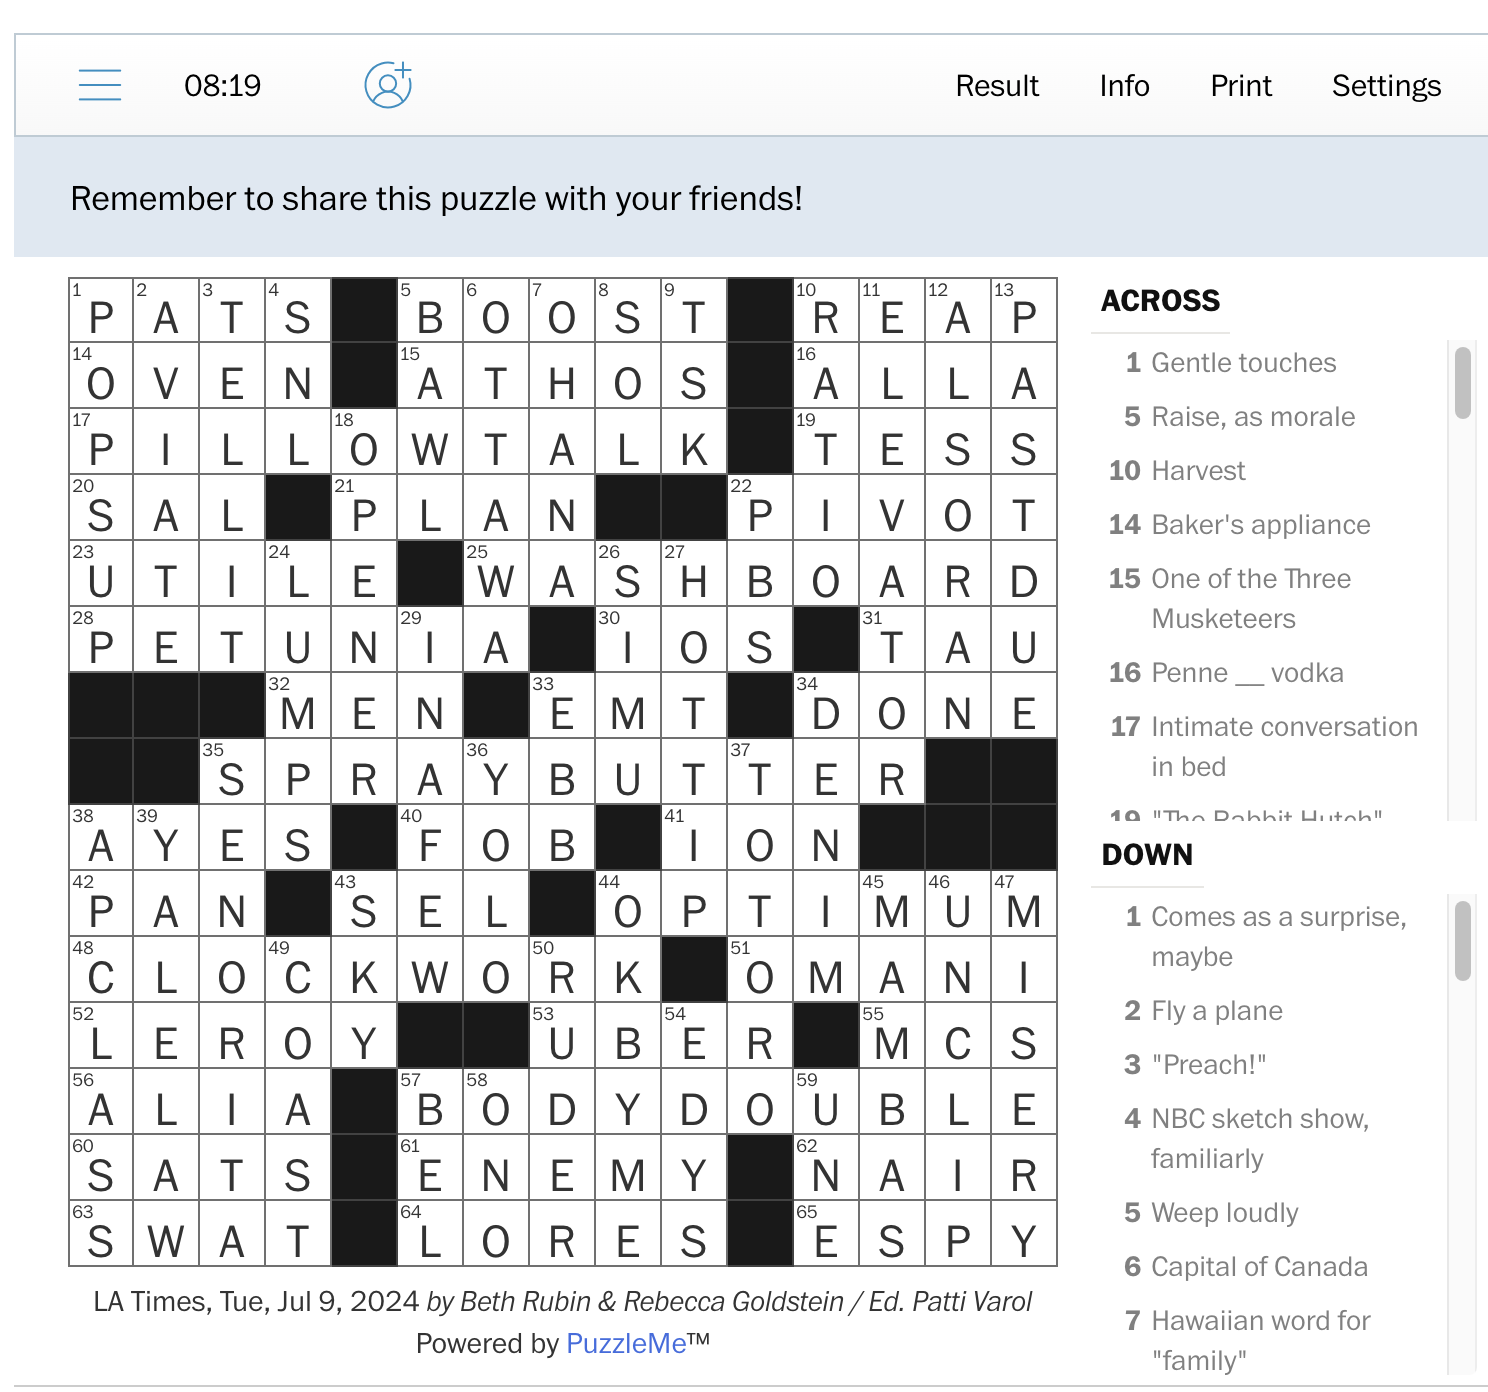 08:19 Result Info Print Settings
Remember to share this puzzle with your friends!
1 2 3 4 5 6 7 8 9 10 11 12 13
P A T S B O O S T R E A P
14 15 16
O V E N A T H O S A L L A
17 18 19
P I L L O W T A L K T E S S
20 21 22
S A L P L A N P I V O T
23 24 25 26 27
U T I L E W A S H B O A R D
28 29 30 31
P E T U N I A I O S T A U
32 33 34
M E N E M T D O N E
35 36 37
S P R A Y B U T T E R
38 39 40 41
A Y E S F O B I O N
42 43 44 45 46 47
P A N S E L O P T I M U M
48 49 50 51
C L O C K W O R K O M A N I
52 53 54 55
L E R O Y U B E R M C S
56 57 58 59
A L I A B O D Y D O U B L E
60 61 62
S A T S E N E M Y N A I R
63 64 65
S W A T L O R E S E S P Y
LA Times, Tue, Jul 9, 2024 by Beth Rubin & Rebecca Goldstein / Ed. Patti Varol
Powered by PuzzleMe™
ACROSS
1 Gentle touches
5 Raise, as morale
10 Harvest
14 Baker's appliance
15 One of the Three
Musketeers
16 Penne __ vodka
17 Intimate conversation
in bed
19 "The Rabbit Hutch"
DOWN
1 Comes as a surprise,
maybe
2 Fly a plane
3 "Preach!"
4 NBC sketch show,
familiarly
5 Weep loudly
6 Capital of Canada
7 Hawaiian word for
"family"